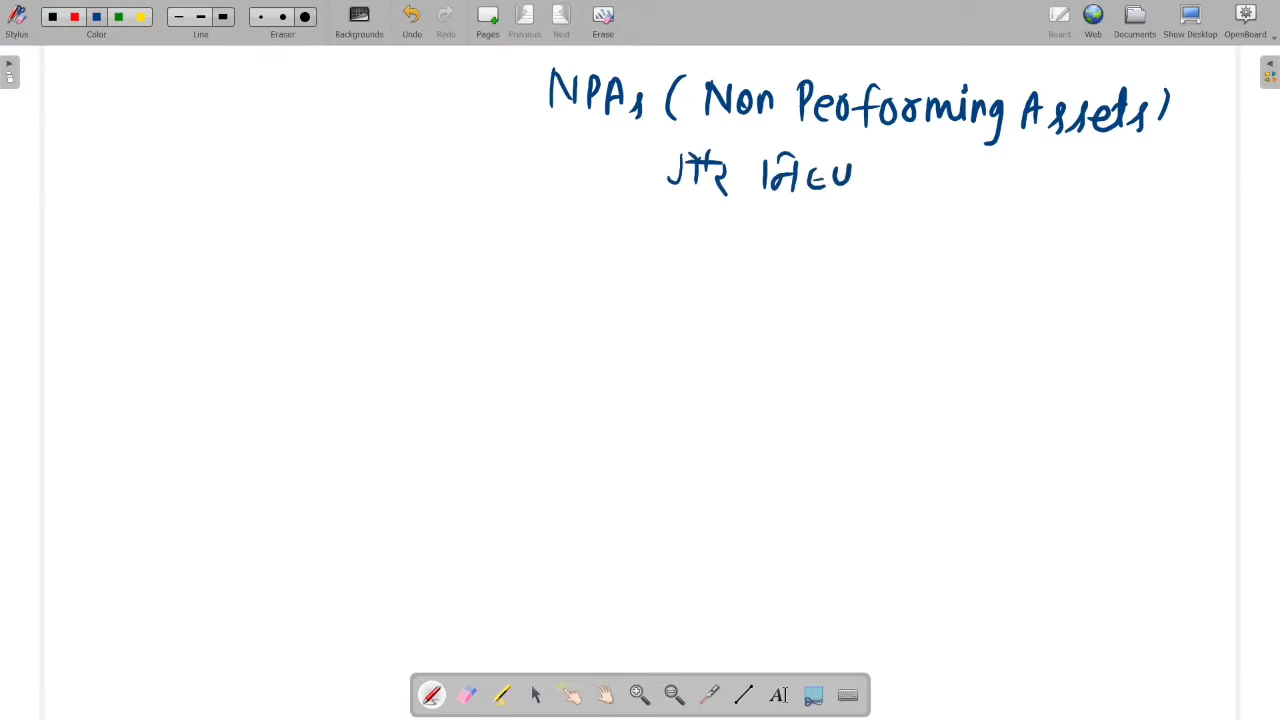 Stylus
Color
Line
Eraser
Backgrounds
Undo
Redo
Pages
Previous
Next
Erase
Board
Web
Documents
Show Desktop
OpenBoard
NPAs ( Non Peoforming Assets )